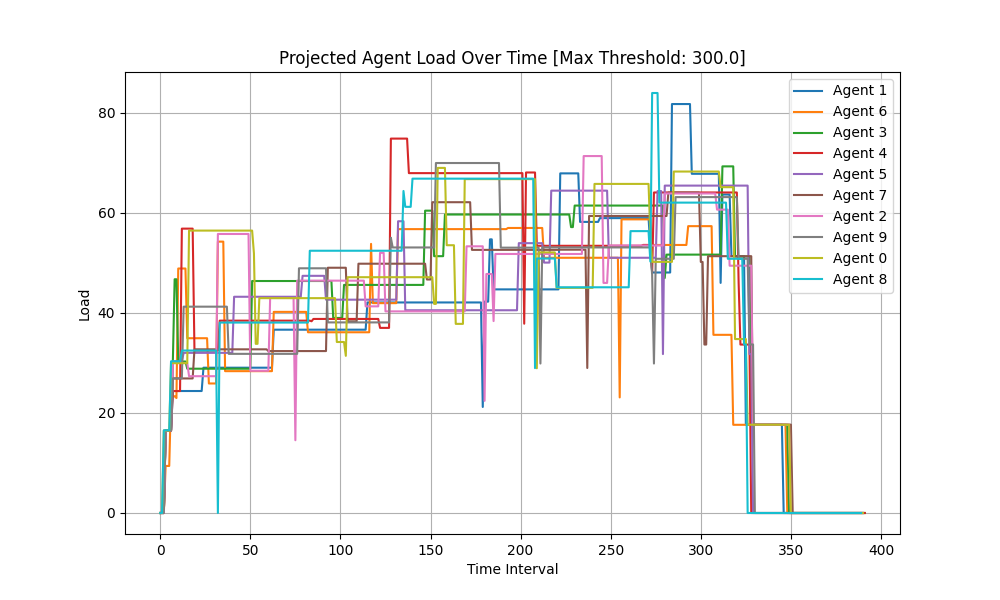 Projected Agent Load Over Time [Max Threshold: 300.0]
Agent 1
Agent 6
Agent 3
Agent 4
Agent 5
Agent 7
Agent 2
Agent 9
Agent 0
Agent 8
80
60
40
20
0
Load
0
50
100
150
200
250
300
350
400
Time Interval